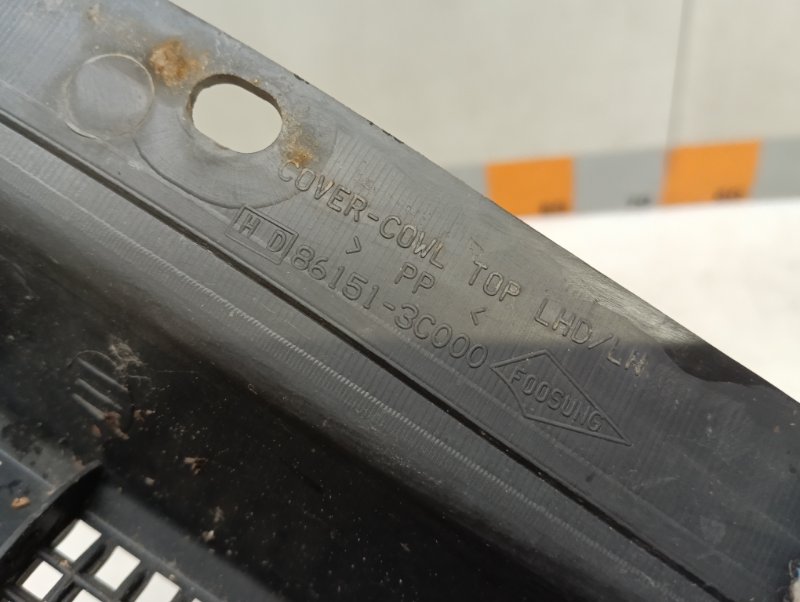 COVER-COWL TOP LHD/LH
> PP <
HD 86151-3C000
FOOSUNG